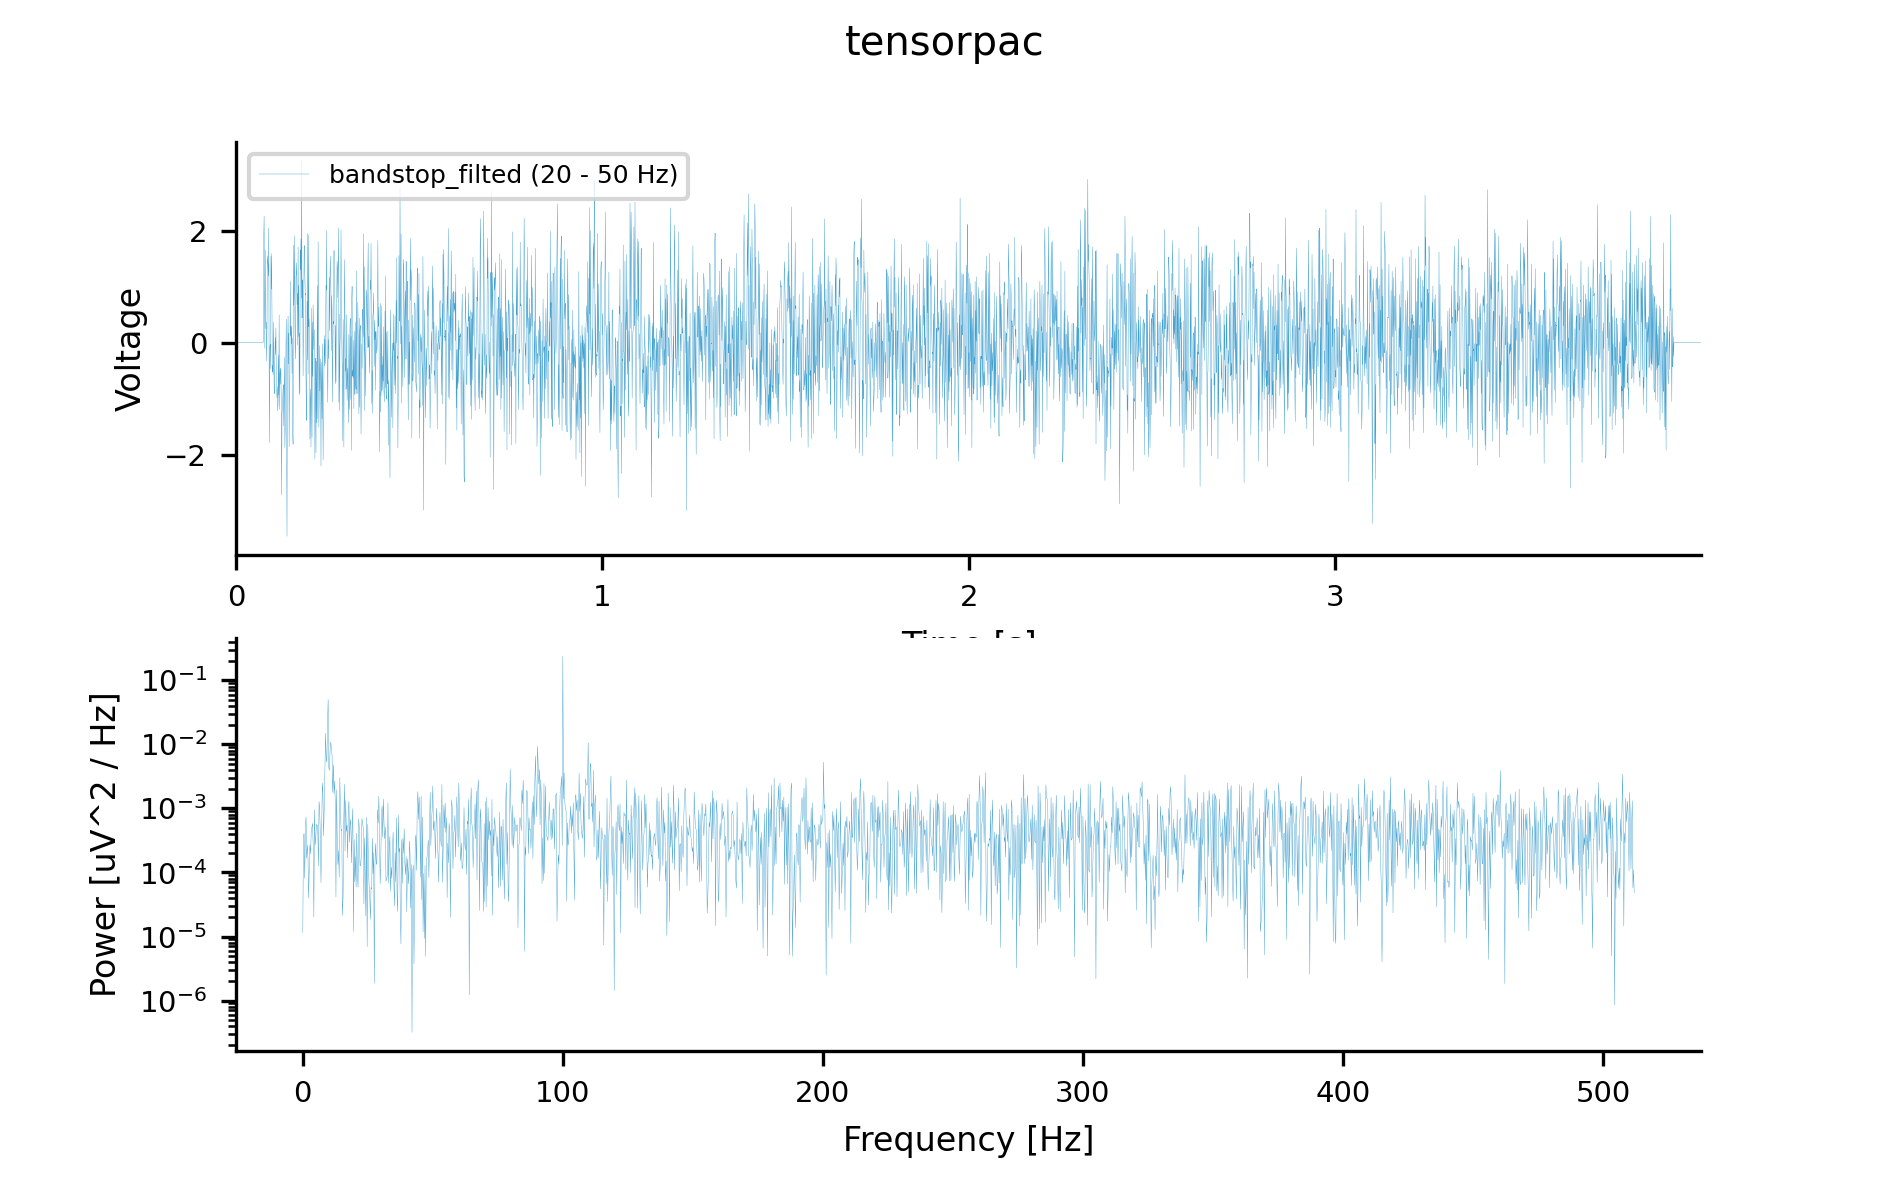 tensorpac
bandstop_filted (20 - 50 Hz)
Voltage
2
0
−2
0 1 2 3
Time [s]
Power [uV^2 / Hz]
10⁻¹
10⁻²
10⁻³
10⁻⁴
10⁻⁵
10⁻⁶
0 100 200 300 400 500
Frequency [Hz]